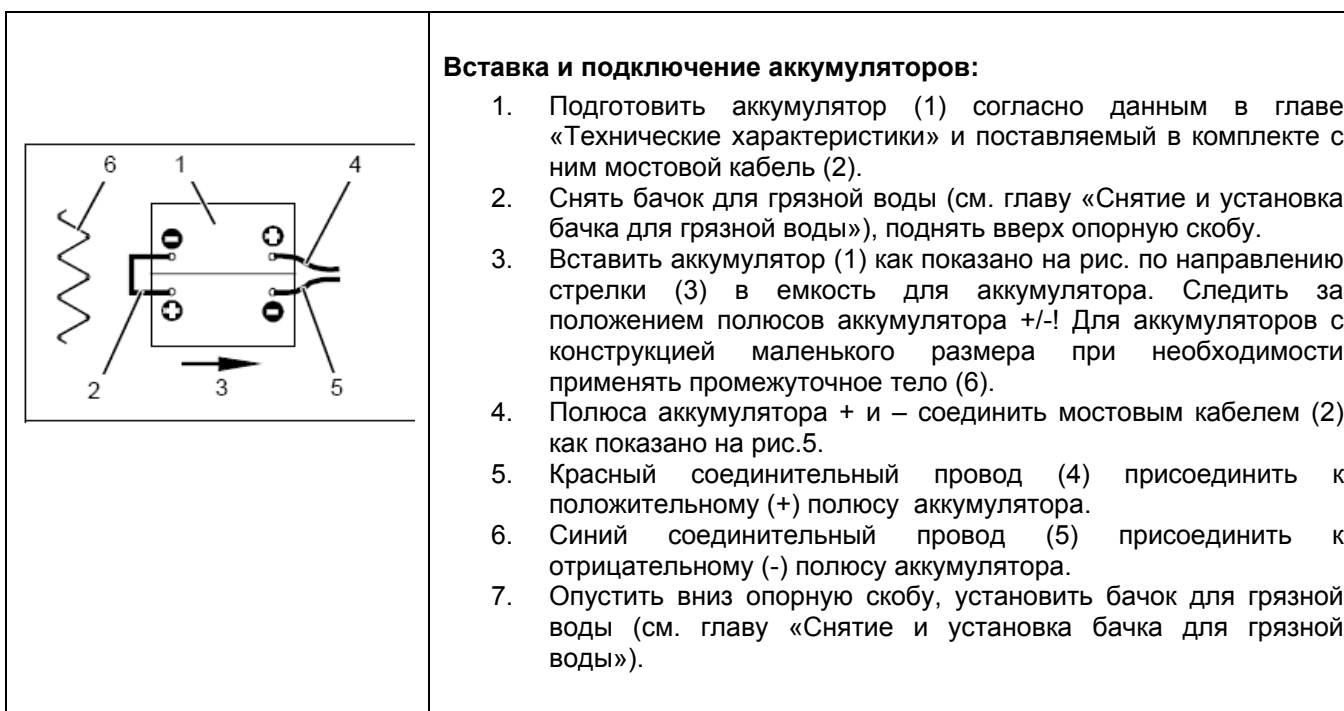 Вставка и подключение аккумуляторов:
1. Подготовить аккумулятор (1) согласно данным в главе
«Технические характеристики» и поставляемый в комплекте с
ним мостовой кабель (2).
2. Снять бачок для грязной воды (см. главу «Снятие и установка
бачка для грязной воды»), поднять вверх опорную скобу.
3. Вставить аккумулятор (1) как показано на рис. по направлению
стрелки (3) в емкость для аккумулятора. Следить за
положением полюсов аккумулятора +/-! Для аккумуляторов с
конструкцией маленького размера при необходимости
применять промежуточное тело (6).
4. Полюса аккумулятора + и – соединить мостовым кабелем (2)
как показано на рис.5.
5. Красный соединительный провод (4) присоединить к
положительному (+) полюсу аккумулятора.
6. Синий соединительный провод (5) присоединить к
отрицательному (-) полюсу аккумулятора.
7. Опустить вниз опорную скобу, установить бачок для грязной
воды (см. главу «Снятие и установка бачка для грязной
воды»).
6 1 4
- +
+ -
2 3 5